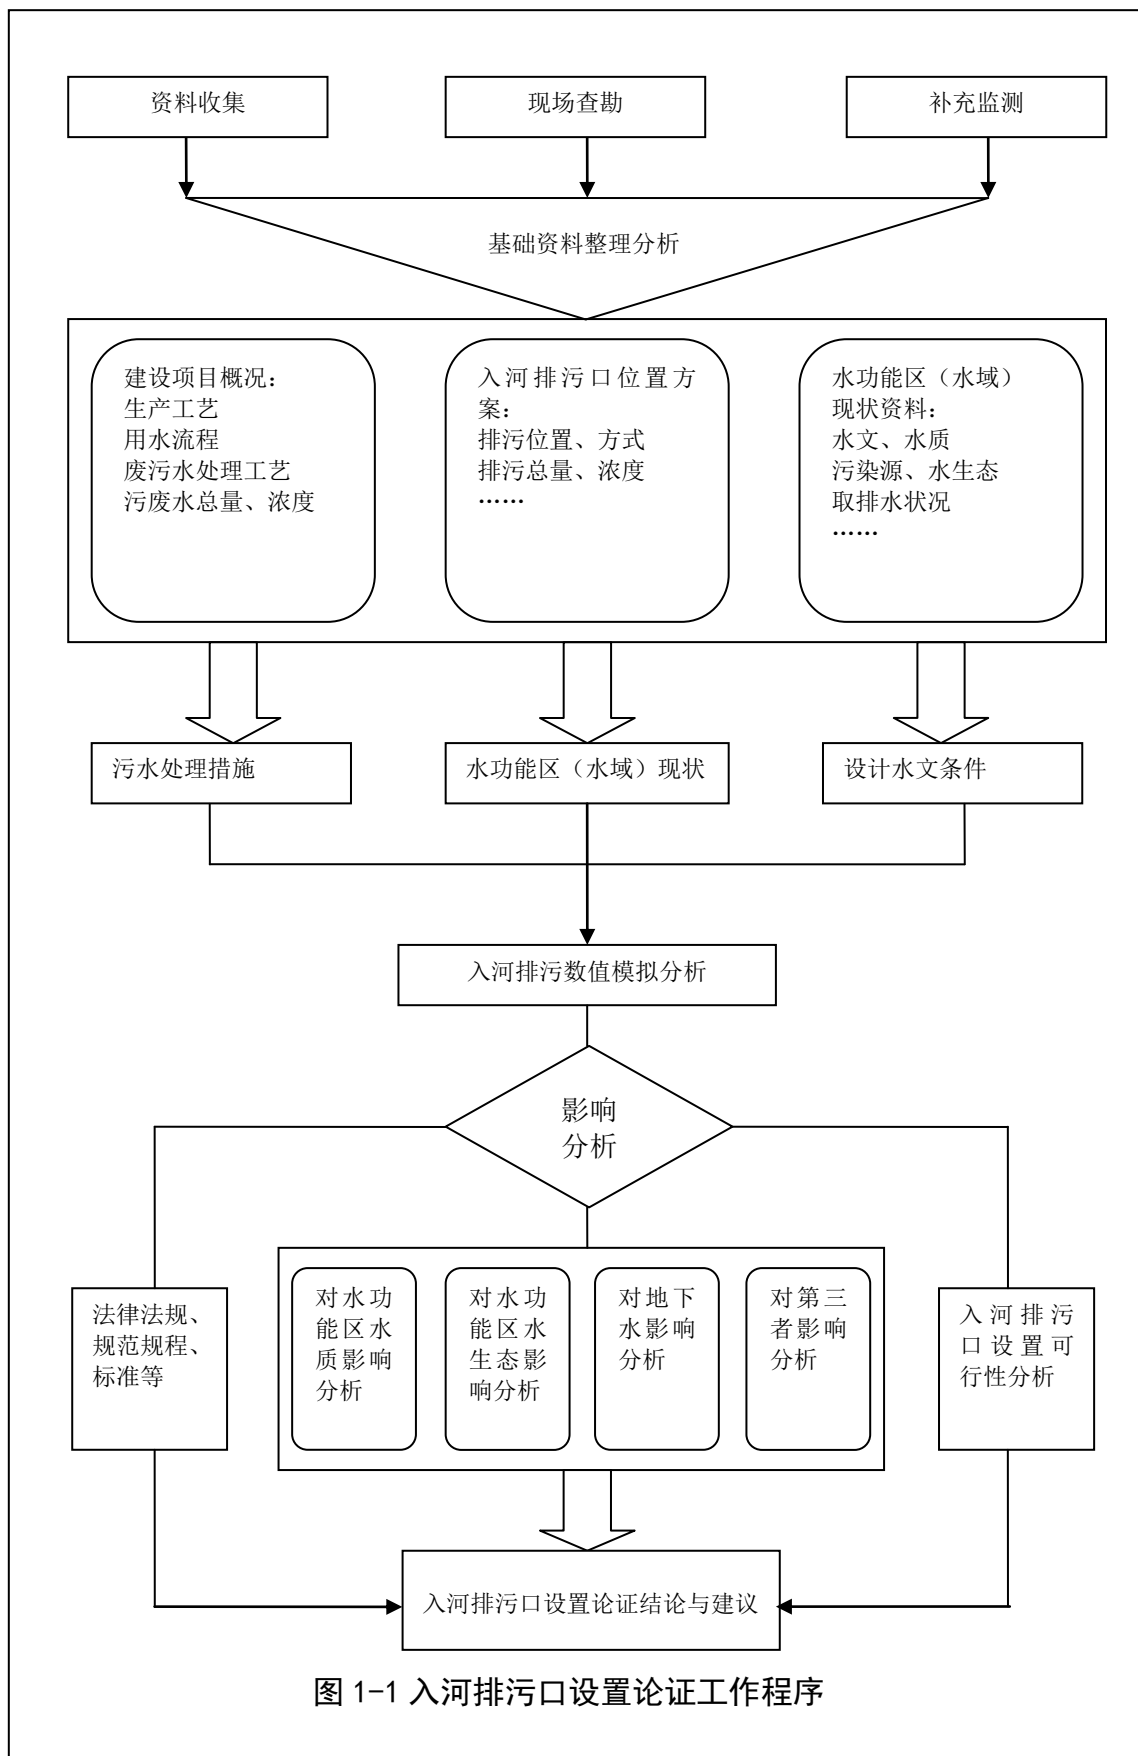 资料收集
现场查勘
补充监测
基础资料整理分析
建设项目概况：
生产工艺
用水流程
废污水处理工艺
污废水总量、浓度
入河排污口位置方
案：
排污位置、方式
排污总量、浓度
……
水功能区（水域）
现状资料：
水文、水质
污染源、水生态
取排水状况
……
污水处理措施
水功能区（水域）现状
设计水文条件
入河排污数值模拟分析
影响
分析
法律法规、
规范规程、
标准等
对水功
能区水
质影响
分析
对水功
能区水
生态影
响分析
对地下
水影响
分析
对第三
者影响
分析
入河排污
口设置可
行性分析
入河排污口设置论证结论与建议
图 1-1 入河排污口设置论证工作程序